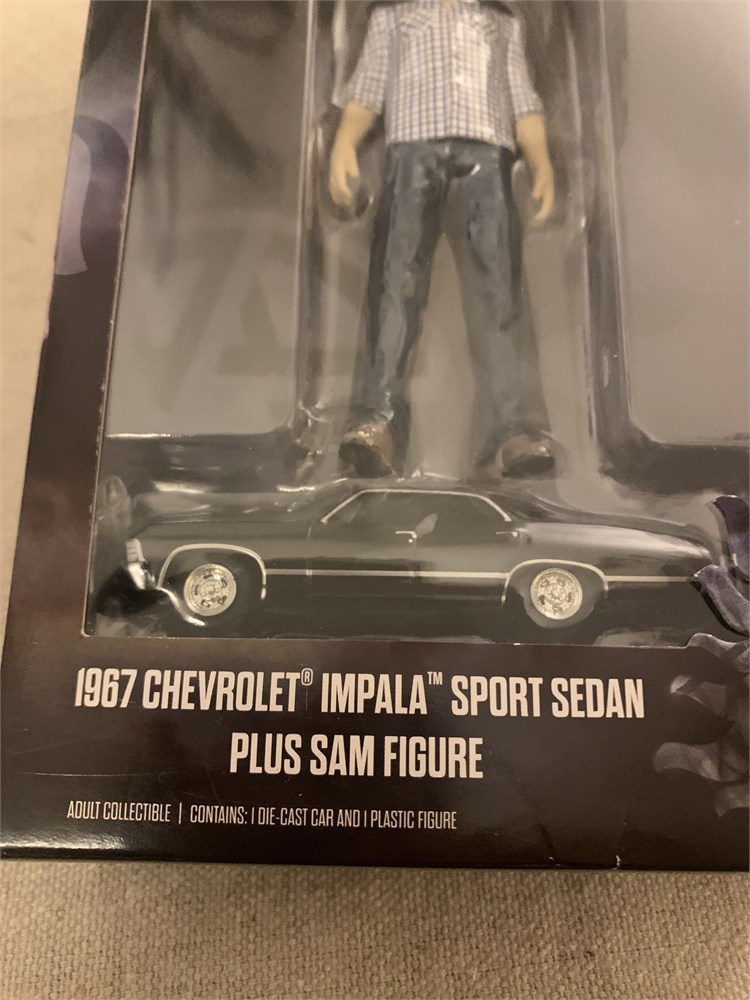 1967 CHEVROLET® IMPALA™ SPORT SEDAN
PLUS SAM FIGURE
ADULT COLLECTIBLE | CONTAINS: 1 DIE-CAST CAR AND 1 PLASTIC FIGURE